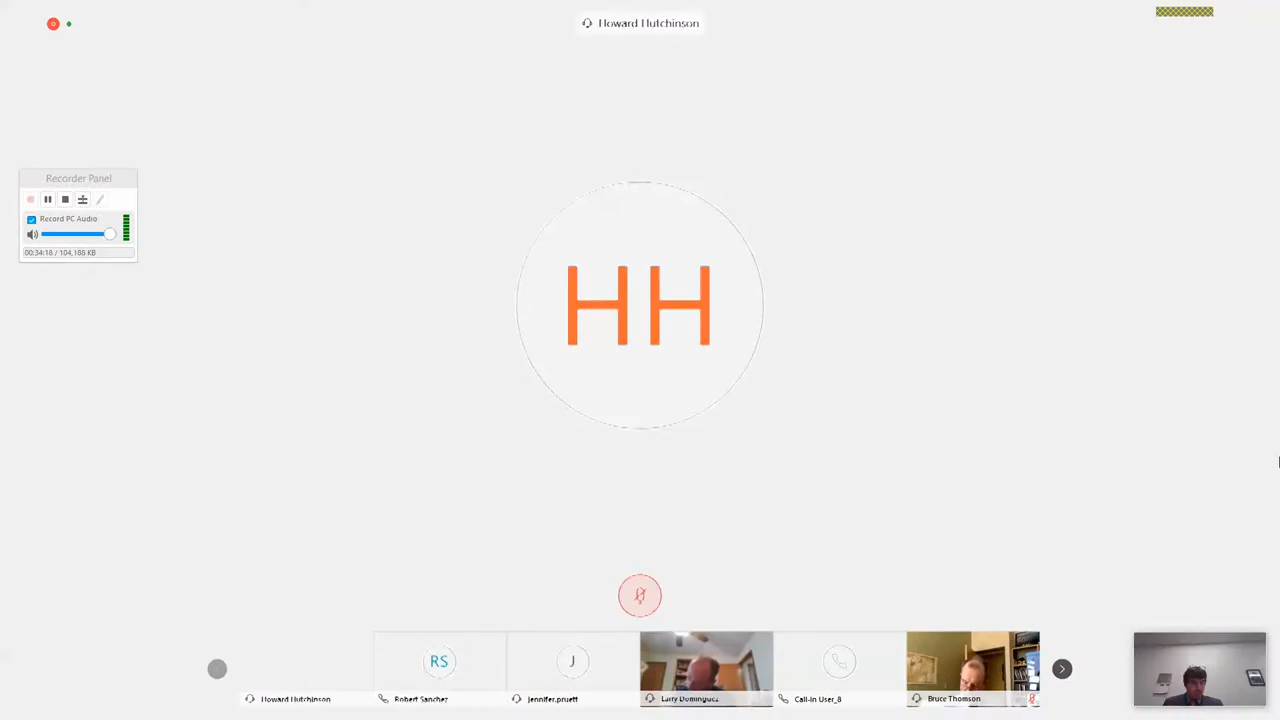 Howard Hutchinson
Recorder Panel
Record PC Audio
00:34:18 / 104,188 KB
HH
RS
J
Howard Hutchinson
Robert Sanchez
jennifer.pruett
Larry Dominguez
Call-in User_8
Bruce Thomson